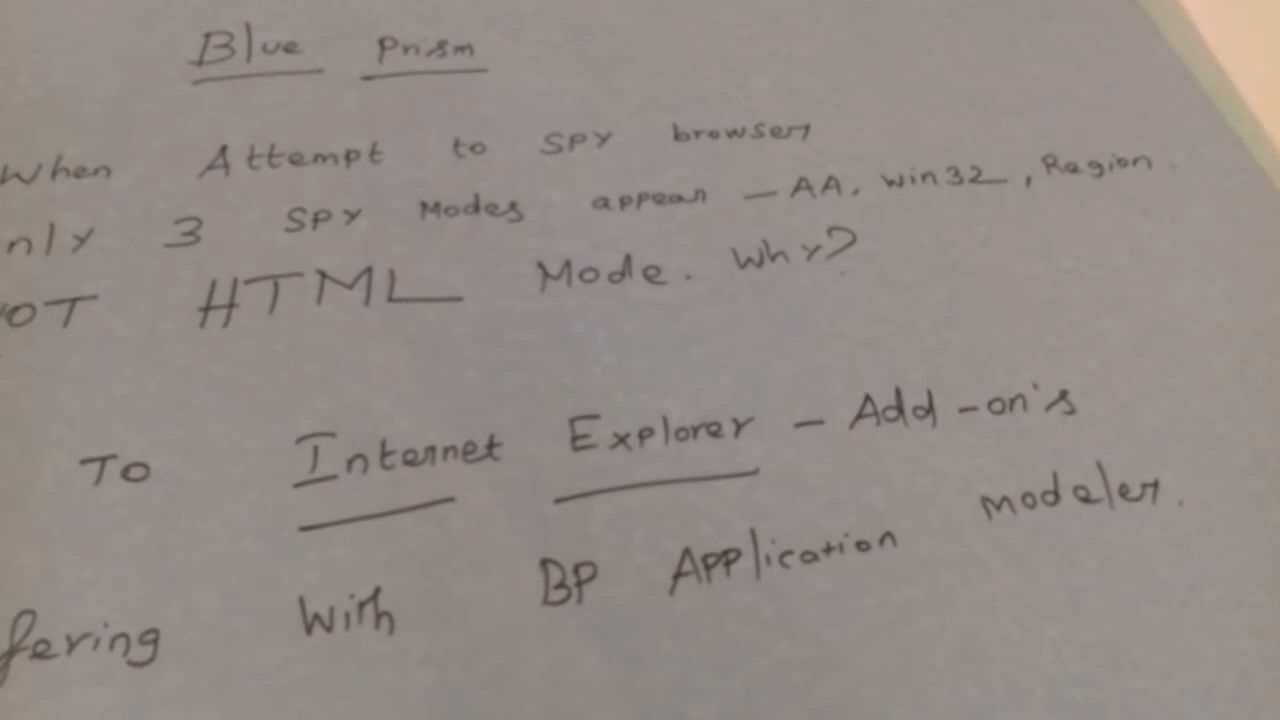 Blue Prism
When Attempt to SPY browser
nly 3 SPY Modes appear - AA, win32, Region.
OT HTML Mode. Why?
TO Internet Explorer - Add-on's
fering with BP Application modeler.